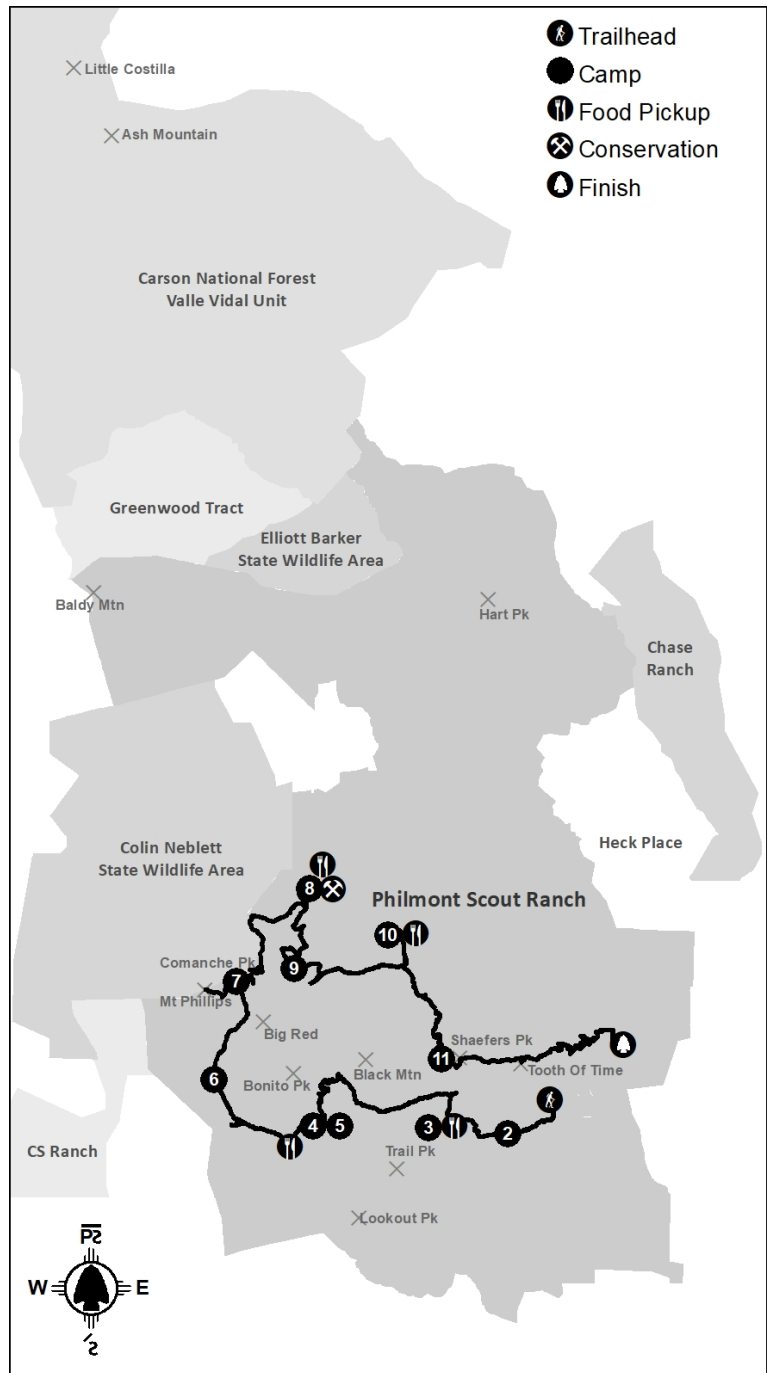 Trailhead
Camp
Food Pickup
Conservation
Finish
Little Costilla
Ash Mountain
Carson National Forest
Valle Vidal Unit
Greenwood Tract
Elliott Barker
State Wildlife Area
Baldy Mtn
Hart Pk
Chase
Ranch
Colin Neblett
State Wildlife Area
Heck Place
8
Philmont Scout Ranch
10
Comanche Pk
9
7
Mt Phillips
Big Red
Shaefers Pk
11
Black Mtn
Tooth Of Time
Bonito Pk
6
4
5
3
2
CS Ranch
Trail Pk
Lookout Pk
W
E